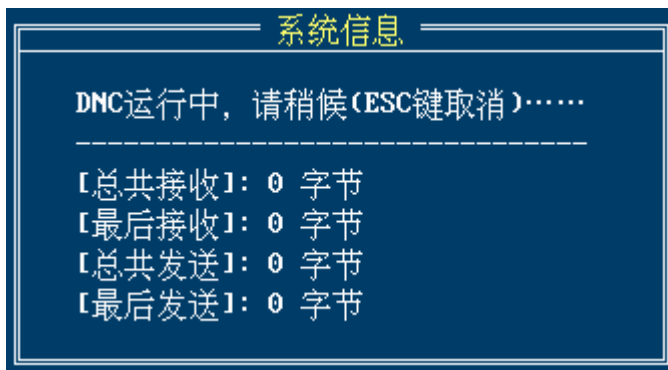 系统信息
DNC运行中，请稍候(ESC键取消)……
--------------------------------
[总共接收]: 0 字节
[最后接收]: 0 字节
[总共发送]: 0 字节
[最后发送]: 0 字节